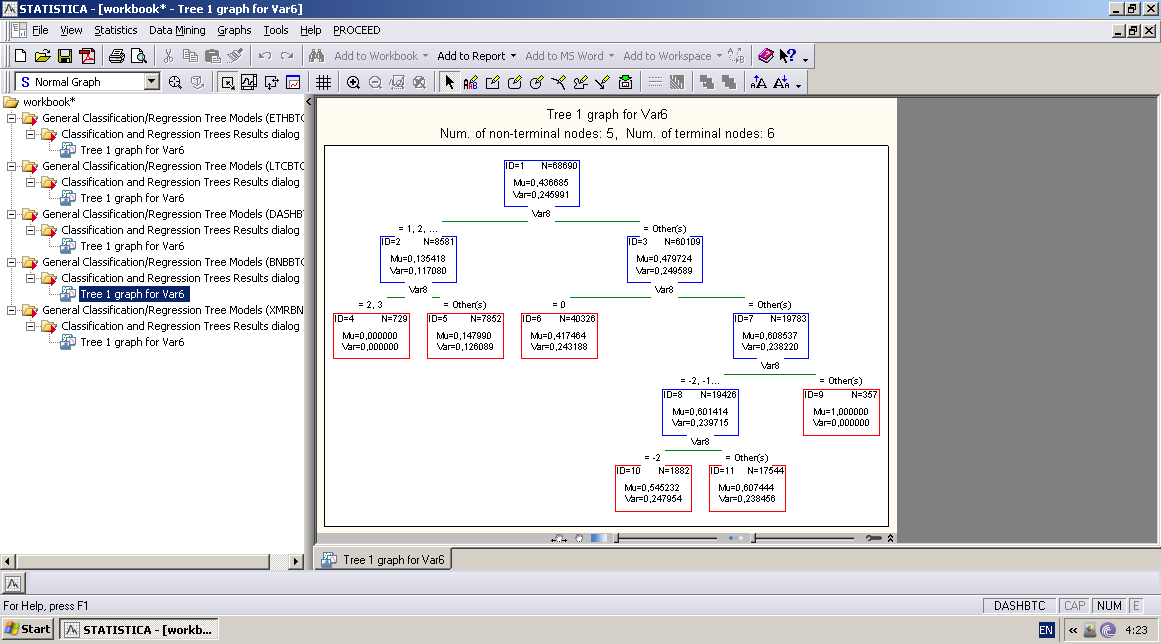 STATISTICA - [workbook* - Tree 1 graph for Var6]
File View Statistics Data Mining Graphs Tools Help PROCEED
Add to Workbook Add to Report Add to MS Word Add to Workspace
S Normal Graph
workbook*
General Classification/Regression Tree Models (ETHBTC
Classification and Regression Trees Results dialog
Tree 1 graph for Var6
General Classification/Regression Tree Models (LTCBTC
Classification and Regression Trees Results dialog
Tree 1 graph for Var6
General Classification/Regression Tree Models (DASHBT
Classification and Regression Trees Results dialog
Tree 1 graph for Var6
General Classification/Regression Tree Models (BNBBTC
Classification and Regression Trees Results dialog
Tree 1 graph for Var6
General Classification/Regression Tree Models (XMRBN
Classification and Regression Trees Results dialog
Tree 1 graph for Var6
Tree 1 graph for Var6
Num. of non-terminal nodes: 5, Num. of terminal nodes: 6
ID=1 N=68690
Mu=0,436685
Var=0,245991
Var8
= 1, 2, ... = Other(s)
ID=2 N=8581 ID=3 N=60109
Mu=0,135418 Mu=0,479724
Var=0,117080 Var=0,249589
Var8 Var8
= 2, 3 = Other(s) = 0 = Other(s)
ID=4 N=729 ID=5 N=7852 ID=6 N=40326 ID=7 N=19783
Mu=0,000000 Mu=0,147990 Mu=0,417464 Mu=0,608537
Var=0,000000 Var=0,126089 Var=0,243188 Var=0,238220
Var8
= -2, -1... = Other(s)
ID=8 N=19426 ID=9 N=357
Mu=0,601414 Mu=1,000000
Var=0,239715 Var=0,000000
Var8
= -2 = Other(s)
ID=10 N=1882 ID=11 N=17544
Mu=0,545232 Mu=0,607444
Var=0,247954 Var=0,238456
Tree 1 graph for Var6
For Help, press F1 DASHBTC CAP NUM E
Start STATISTICA - [workb... EN « 4:23